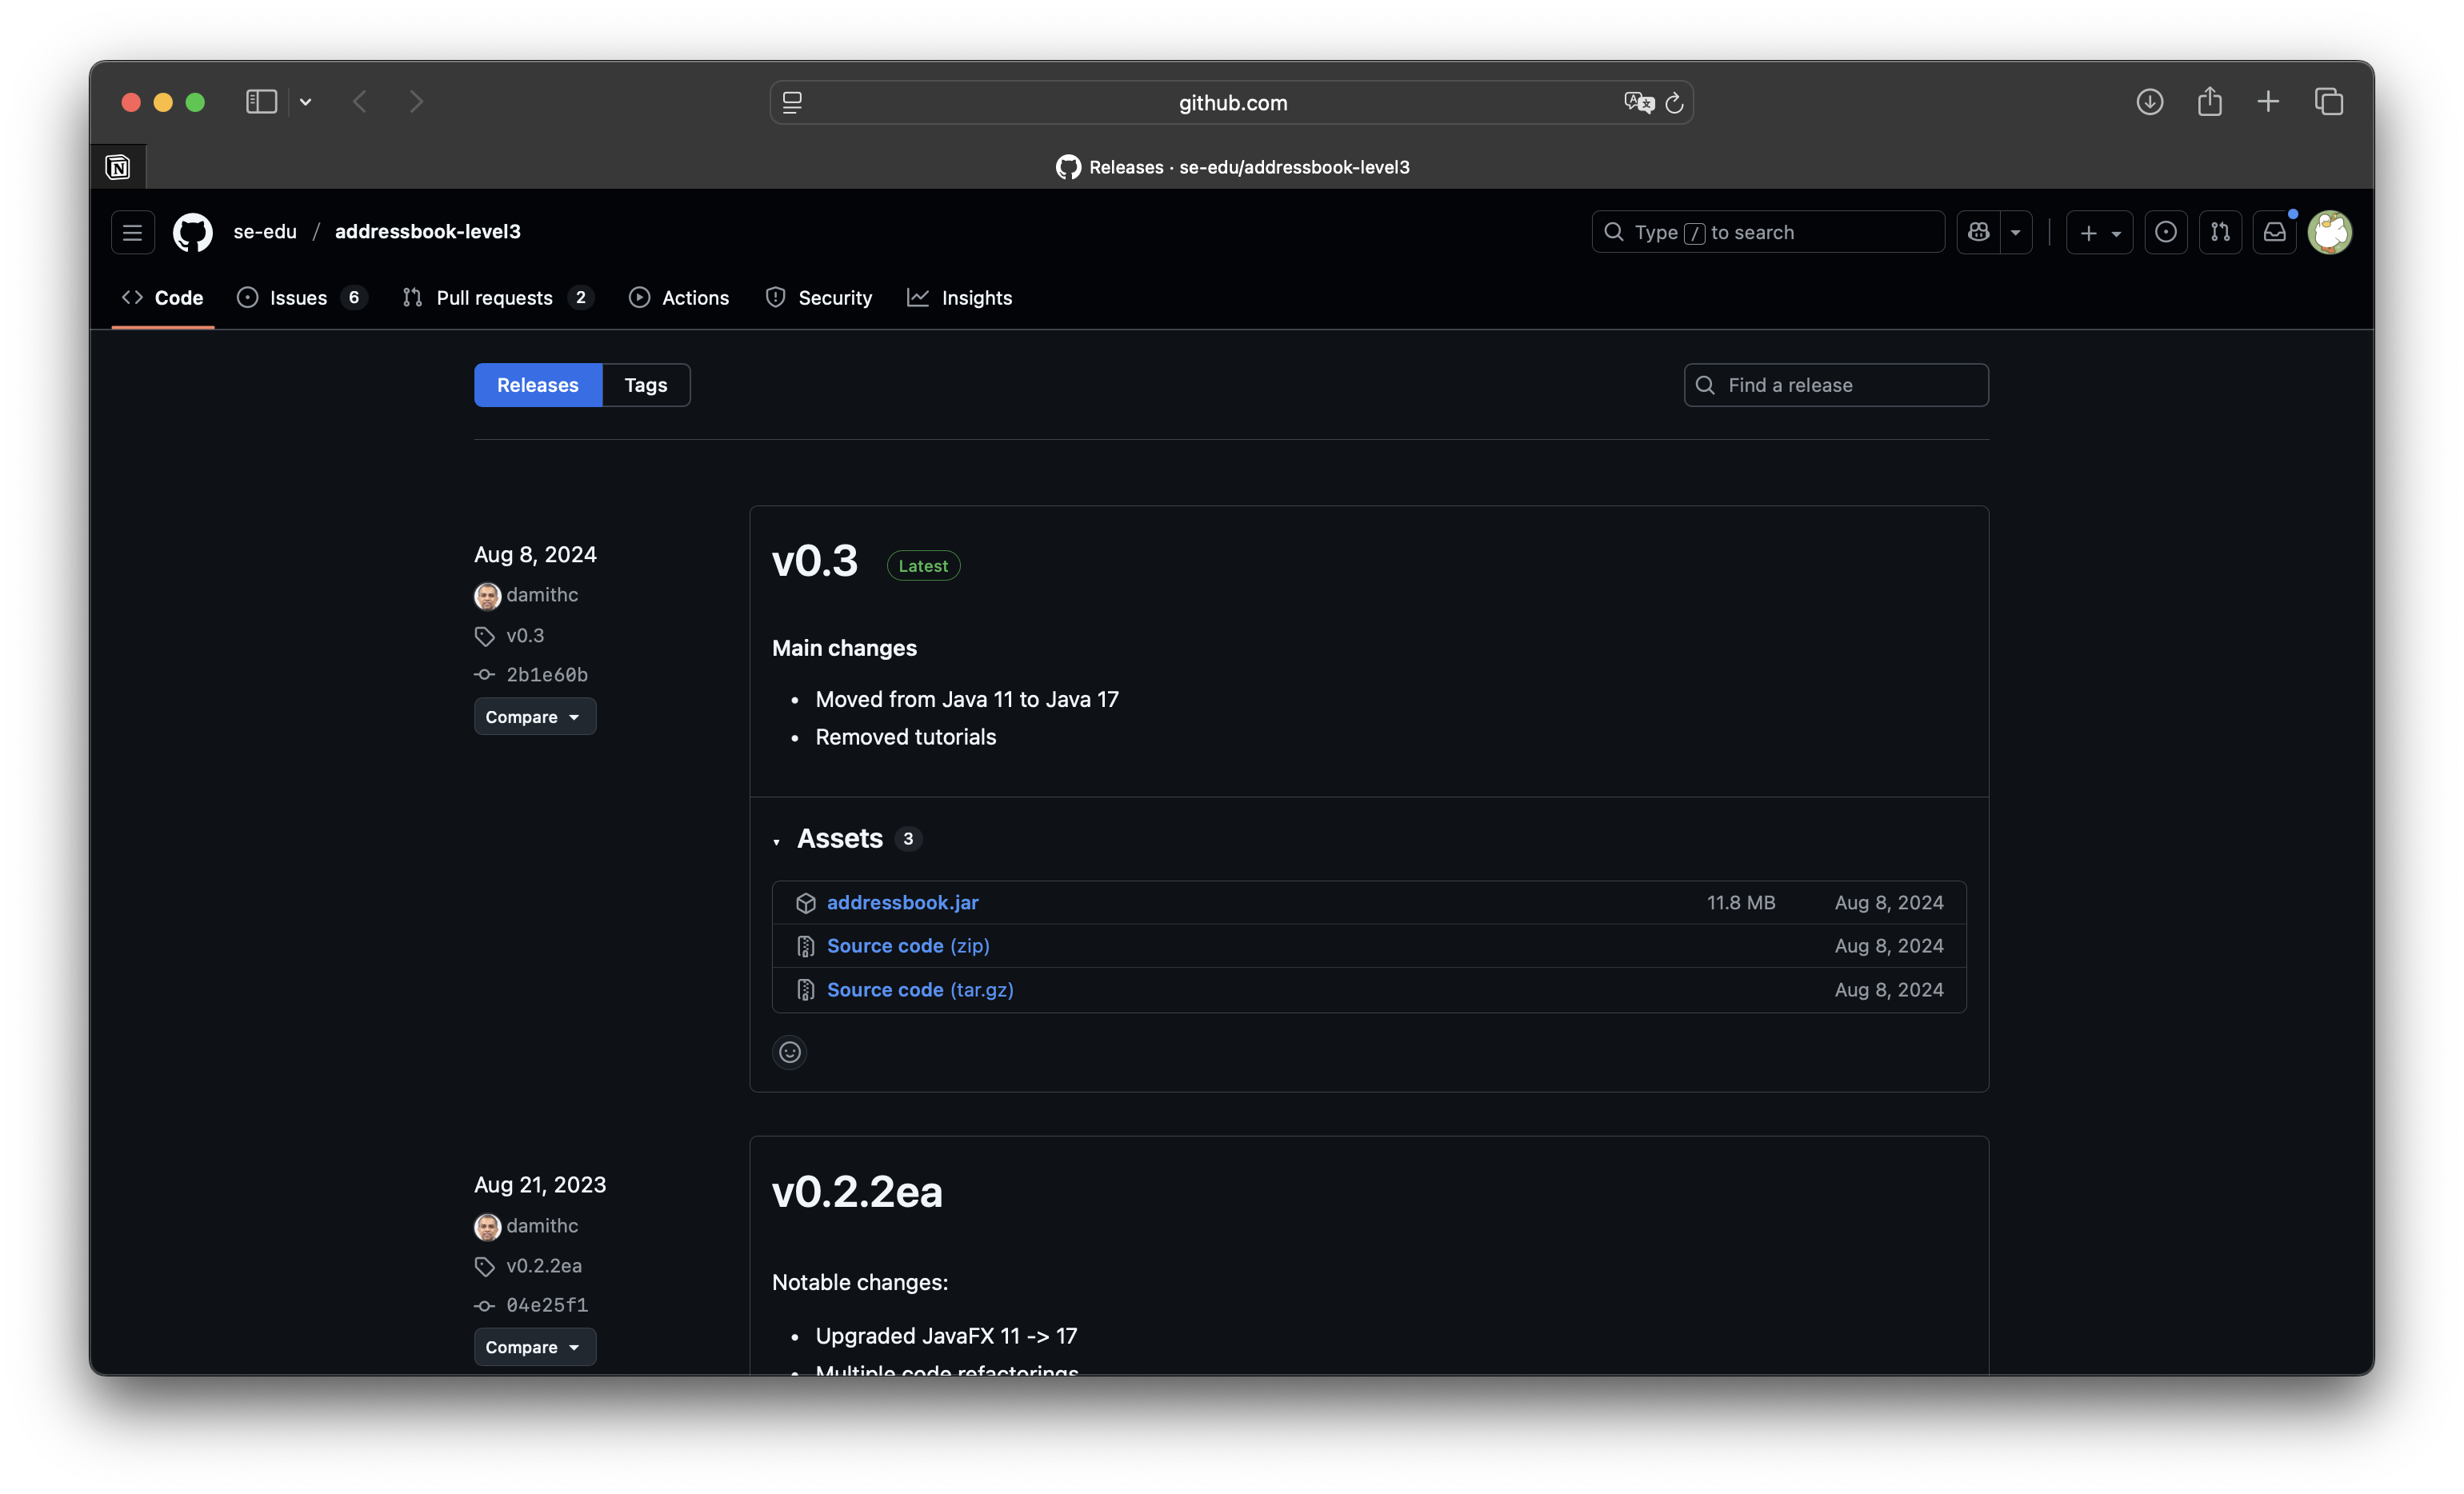 github.com
Releases · se-edu/addressbook-level3
se-edu / addressbook-level3
Type / to search
Code
Issues 6
Pull requests 2
Actions
Security
Insights
Releases
Tags
Find a release
Aug 8, 2024
damithc
v0.3
2b1e60b
Compare
v0.3 Latest
Main changes
• Moved from Java 11 to Java 17
• Removed tutorials
Assets 3
addressbook.jar 11.8 MB Aug 8, 2024
Source code (zip) Aug 8, 2024
Source code (tar.gz) Aug 8, 2024
Aug 21, 2023
damithc
v0.2.2ea
04e25f1
Compare
v0.2.2ea
Notable changes:
• Upgraded JavaFX 11 -> 17
• Multiple code refactorings